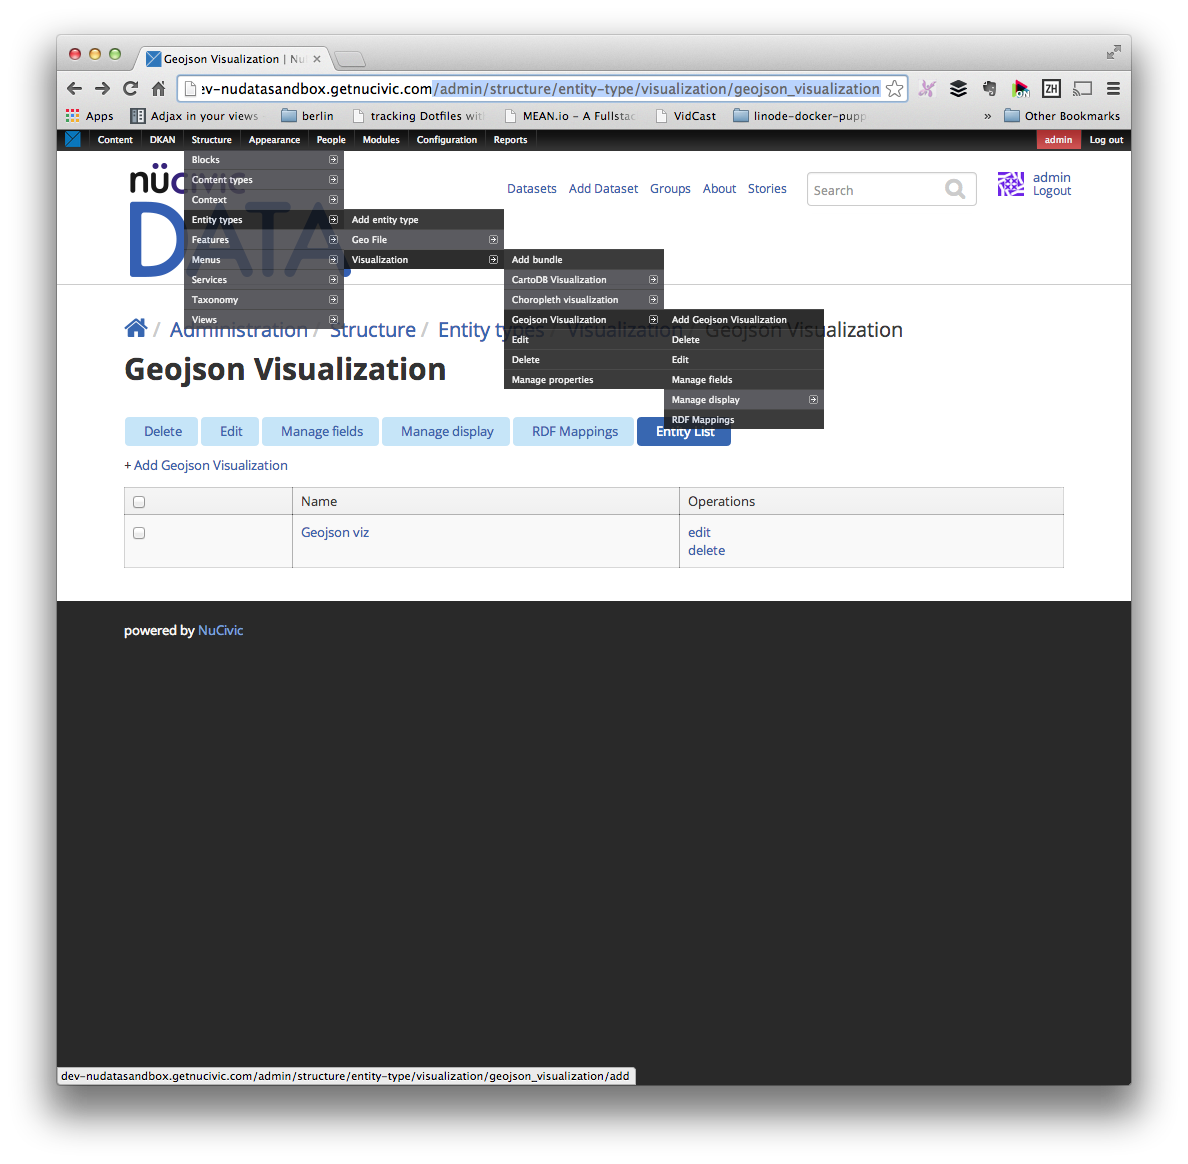 Geojson Visualization | Nu
dev-nudatasandbox.getnucivic.com/admin/structure/entity-type/visualization/geojson_visualization
ZH
ON
Apps
Adjax in your views
berlin
tracking Dotfiles wit
MEAN.io - A Fullstac
VidCast
linode-docker-pupp
»
Other Bookmarks
Content DKAN Structure Appearance People Modules Configuration Reports
admin Log out
Blocks
Content types
Context
Entity types
Features
Menus
Services
Taxonomy
Views
Add entity type
Geo File
Visualization
Add bundle
CartoDB Visualization
Choropleth visualization
Geojson Visualization
Edit
Delete
Manage properties
Add Geojson Visualization
Delete
Edit
Manage fields
Manage display
RDF Mappings
nüCIVIC
DATA.
Datasets Add Dataset Groups About Stories
Search
admin
Logout
/ Administration / Structure / Entity types / Visualization / Geojson Visualization
Geojson Visualization
Delete Edit Manage fields Manage display RDF Mappings Entity List
+ Add Geojson Visualization
Name Operations
Geojson viz edit
delete
powered by NuCivic
dev-nudatasandbox.getnucivic.com/admin/structure/entity-type/visualization/geojson_visualization/add